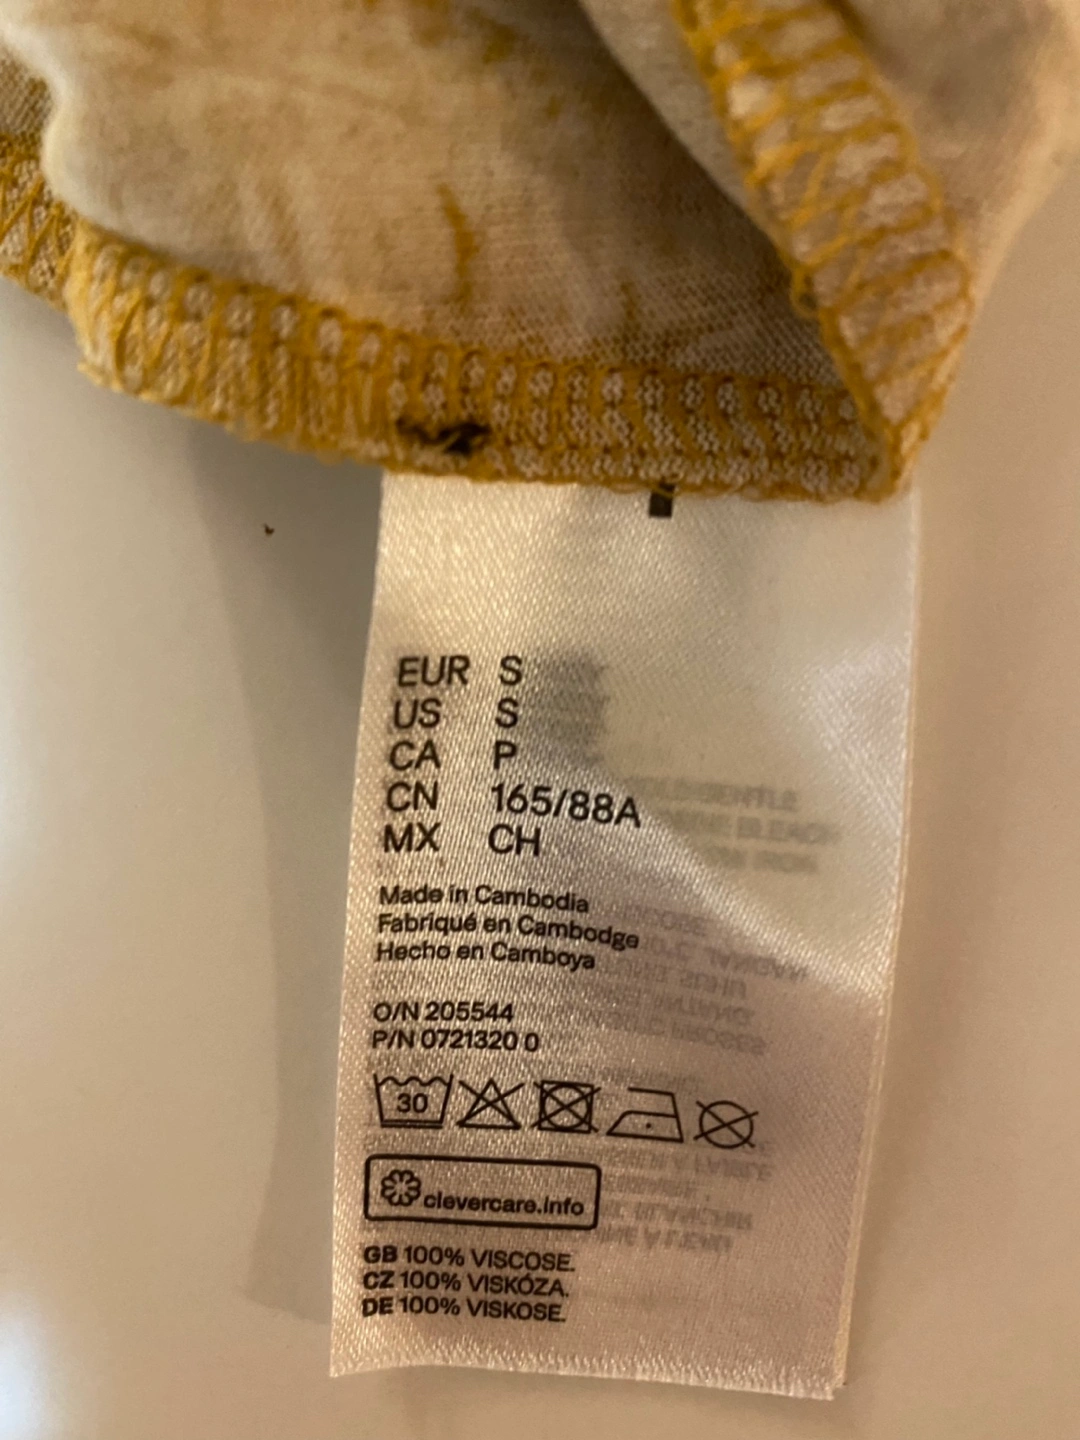 EUR S
US S
CA P
CN 165/88A
MX CH
Made in Cambodia
Fabriqué en Cambodge
Hecho en Camboya
O/N 205544
P/N 0721320 0
30
clevercare.info
GB 100% VISCOSE.
CZ 100% VISKÓZA.
DE 100% VISKOSE.